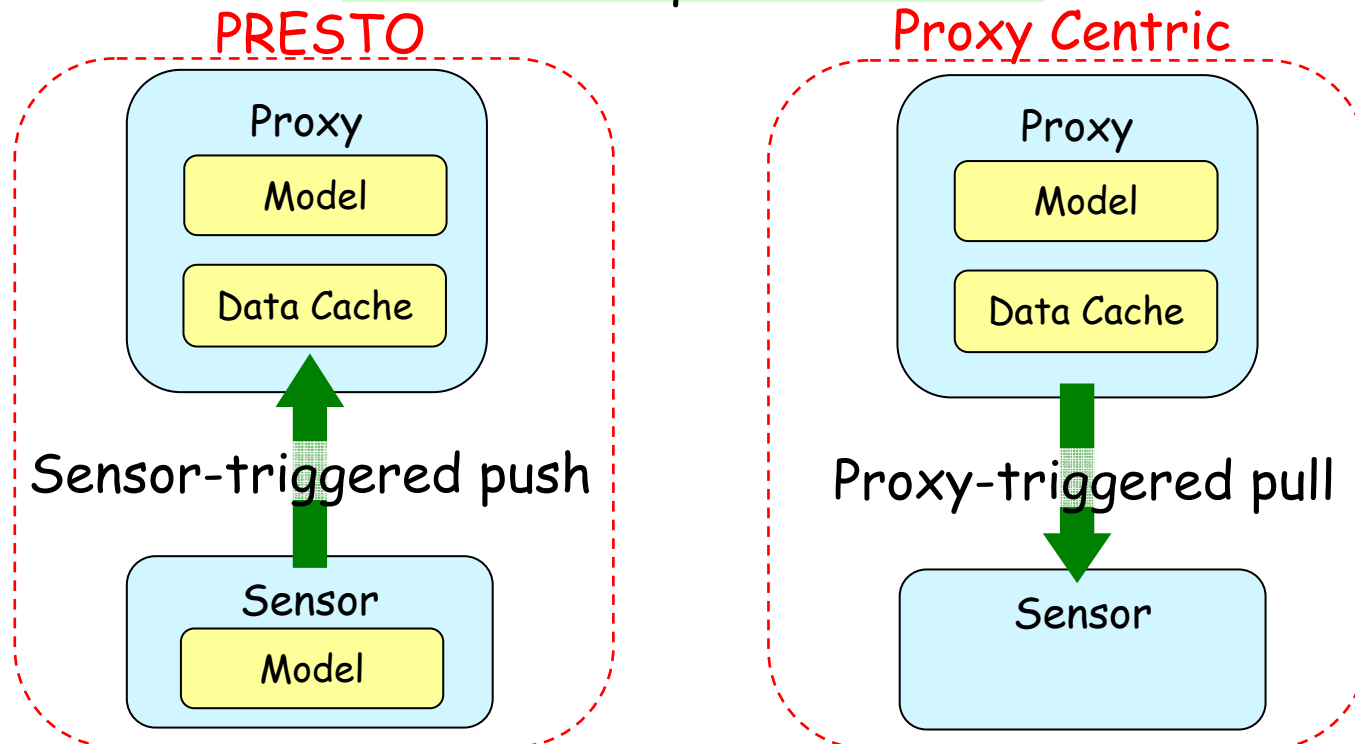 PRESTO
Proxy
Model
Data Cache
Sensor-triggered push
Sensor
Model
Proxy Centric
Proxy
Model
Data Cache
Proxy-triggered pull
Sensor